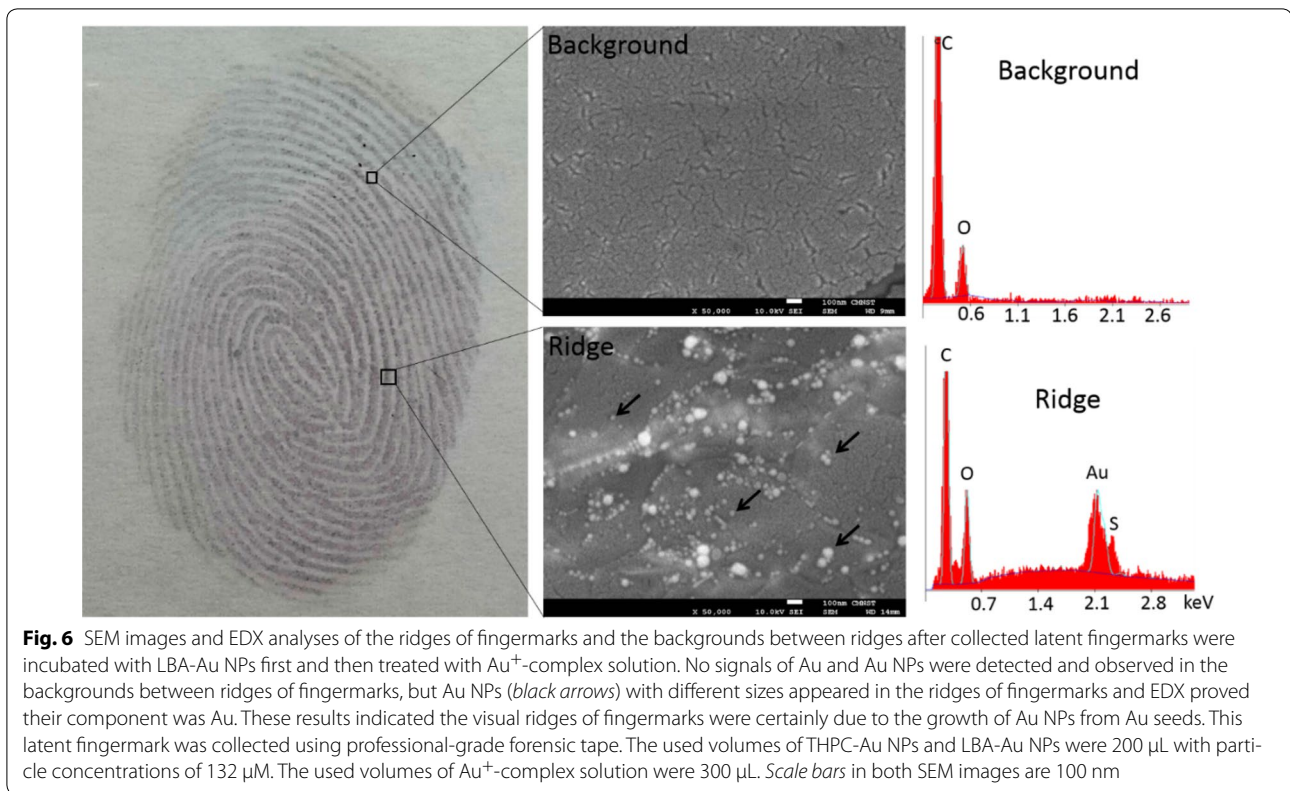 Background
100nm CHNST
X 50,000 10.0kV SEI SEM WD 9mm
C
Background
O
0.6 1.1 1.6 2.1 2.6
Ridge
100nm CHNST
X 50,000 10.0kV SEI SEM WD 14mm
C
Ridge
O
Au
S
0.7 1.4 2.1 2.8 keV
Fig. 6 SEM images and EDX analyses of the ridges of fingermarks and the backgrounds between ridges after collected latent fingermarks were
incubated with LBA-Au NPs first and then treated with Au⁺-complex solution. No signals of Au and Au NPs were detected and observed in the
backgrounds between ridges of fingermarks, but Au NPs (black arrows) with different sizes appeared in the ridges of fingermarks and EDX proved
their component was Au. These results indicated the visual ridges of fingermarks were certainly due to the growth of Au NPs from Au seeds. This
latent fingermark was collected using professional-grade forensic tape. The used volumes of THPC-Au NPs and LBA-Au NPs were 200 µL with parti-
cle concentrations of 132 µM. The used volumes of Au⁺-complex solution were 300 µL. Scale bars in both SEM images are 100 nm